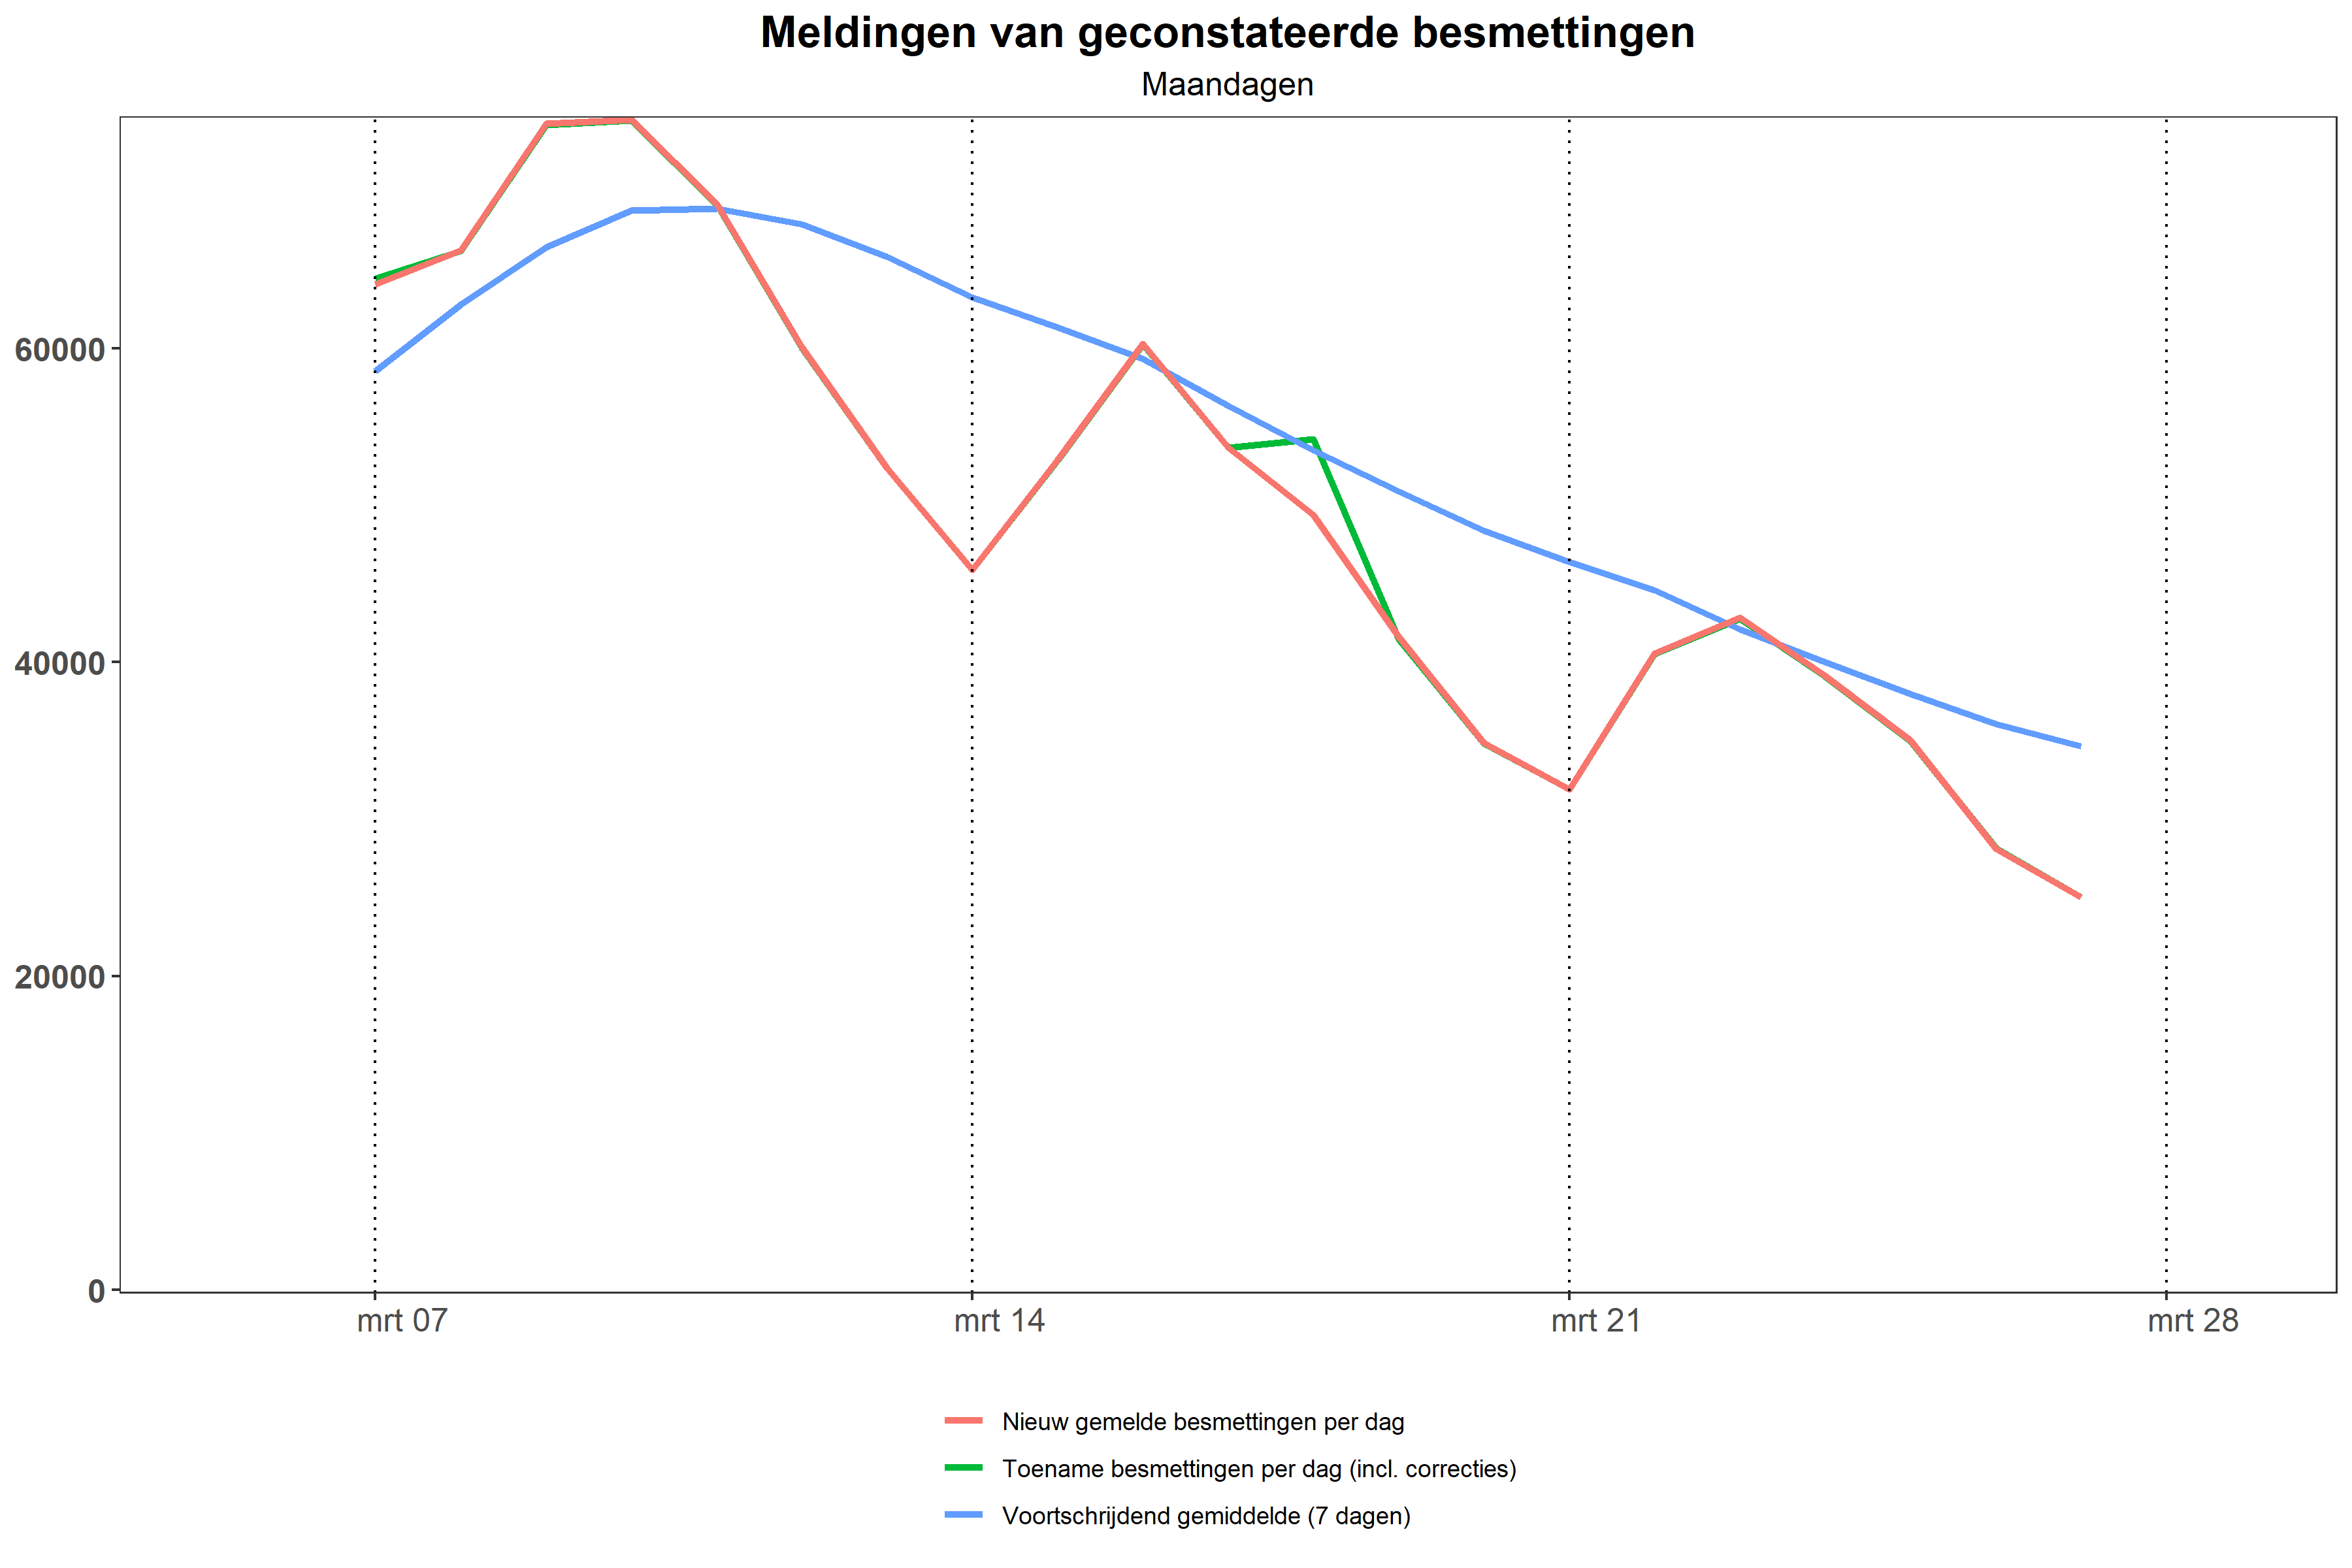 Meldingen van geconstateerde besmettingen
Maandagen
60000
40000
20000
0
mrt 07
mrt 14
mrt 21
mrt 28
Nieuw gemelde besmettingen per dag
Toename besmettingen per dag (incl. correcties)
Voortschrijdend gemiddelde (7 dagen)